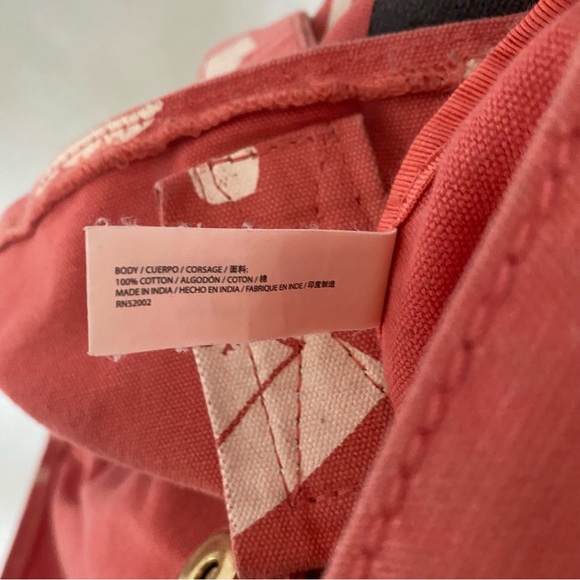 BODY / CUERPO / CORSAGE / 面料:
100% COTTON / ALGODÓN / COTON / 棉
MADE IN INDIA / HECHO EN INDIA / FABRIQUE EN INDE / 印度制造
RN52002